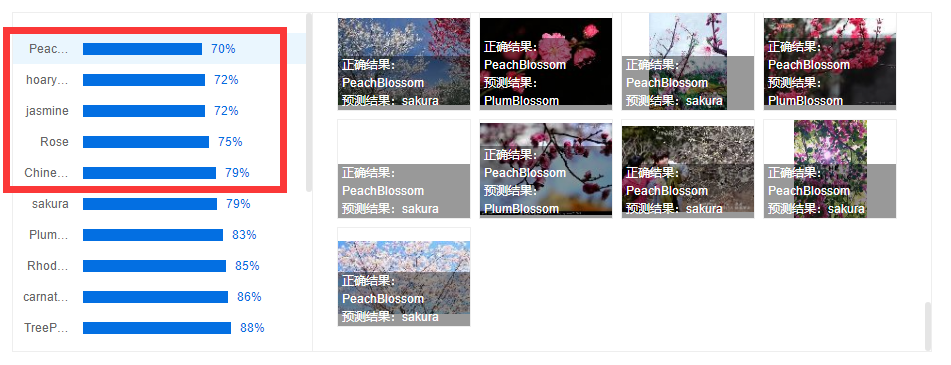 Peac... 70%
hoary... 72%
jasmine 72%
Rose 75%
Chine... 79%
sakura 79%
Plum... 83%
Rhod... 85%
carnat... 86%
TreeP... 88%
正确结果:
PeachBlossom
预测结果: sakura
正确结果:
PeachBlossom
预测结果:
PlumBlossom
正确结果:
PeachBlossom
预测结果: sakura
正确结果:
PeachBlossom
预测结果:
PlumBlossom
正确结果:
PeachBlossom
预测结果: sakura
正确结果:
PeachBlossom
预测结果:
PlumBlossom
正确结果:
PeachBlossom
预测结果: sakura
正确结果:
PeachBlossom
预测结果: sakura
正确结果:
PeachBlossom
预测结果: sakura